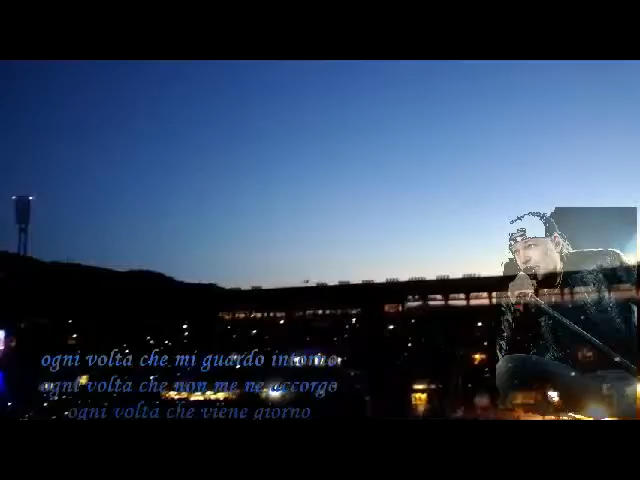 ogni volta che mi guardo intorno
ogni volta che non me ne accorgo
ogni volta che viene giorno